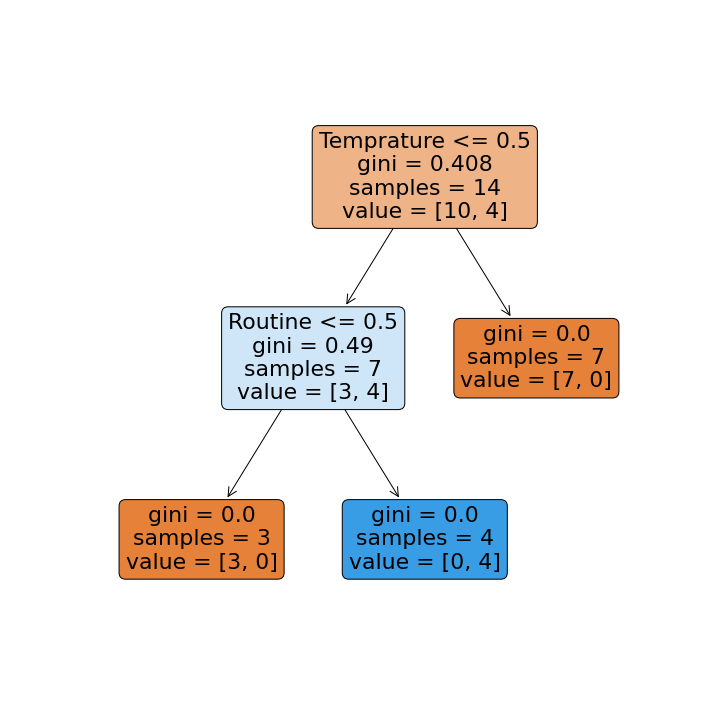 Temprature <= 0.5
gini = 0.408
samples = 14
value = [10, 4]
Routine <= 0.5
gini = 0.49
samples = 7
value = [3, 4]
gini = 0.0
samples = 7
value = [7, 0]
gini = 0.0
samples = 3
value = [3, 0]
gini = 0.0
samples = 4
value = [0, 4]